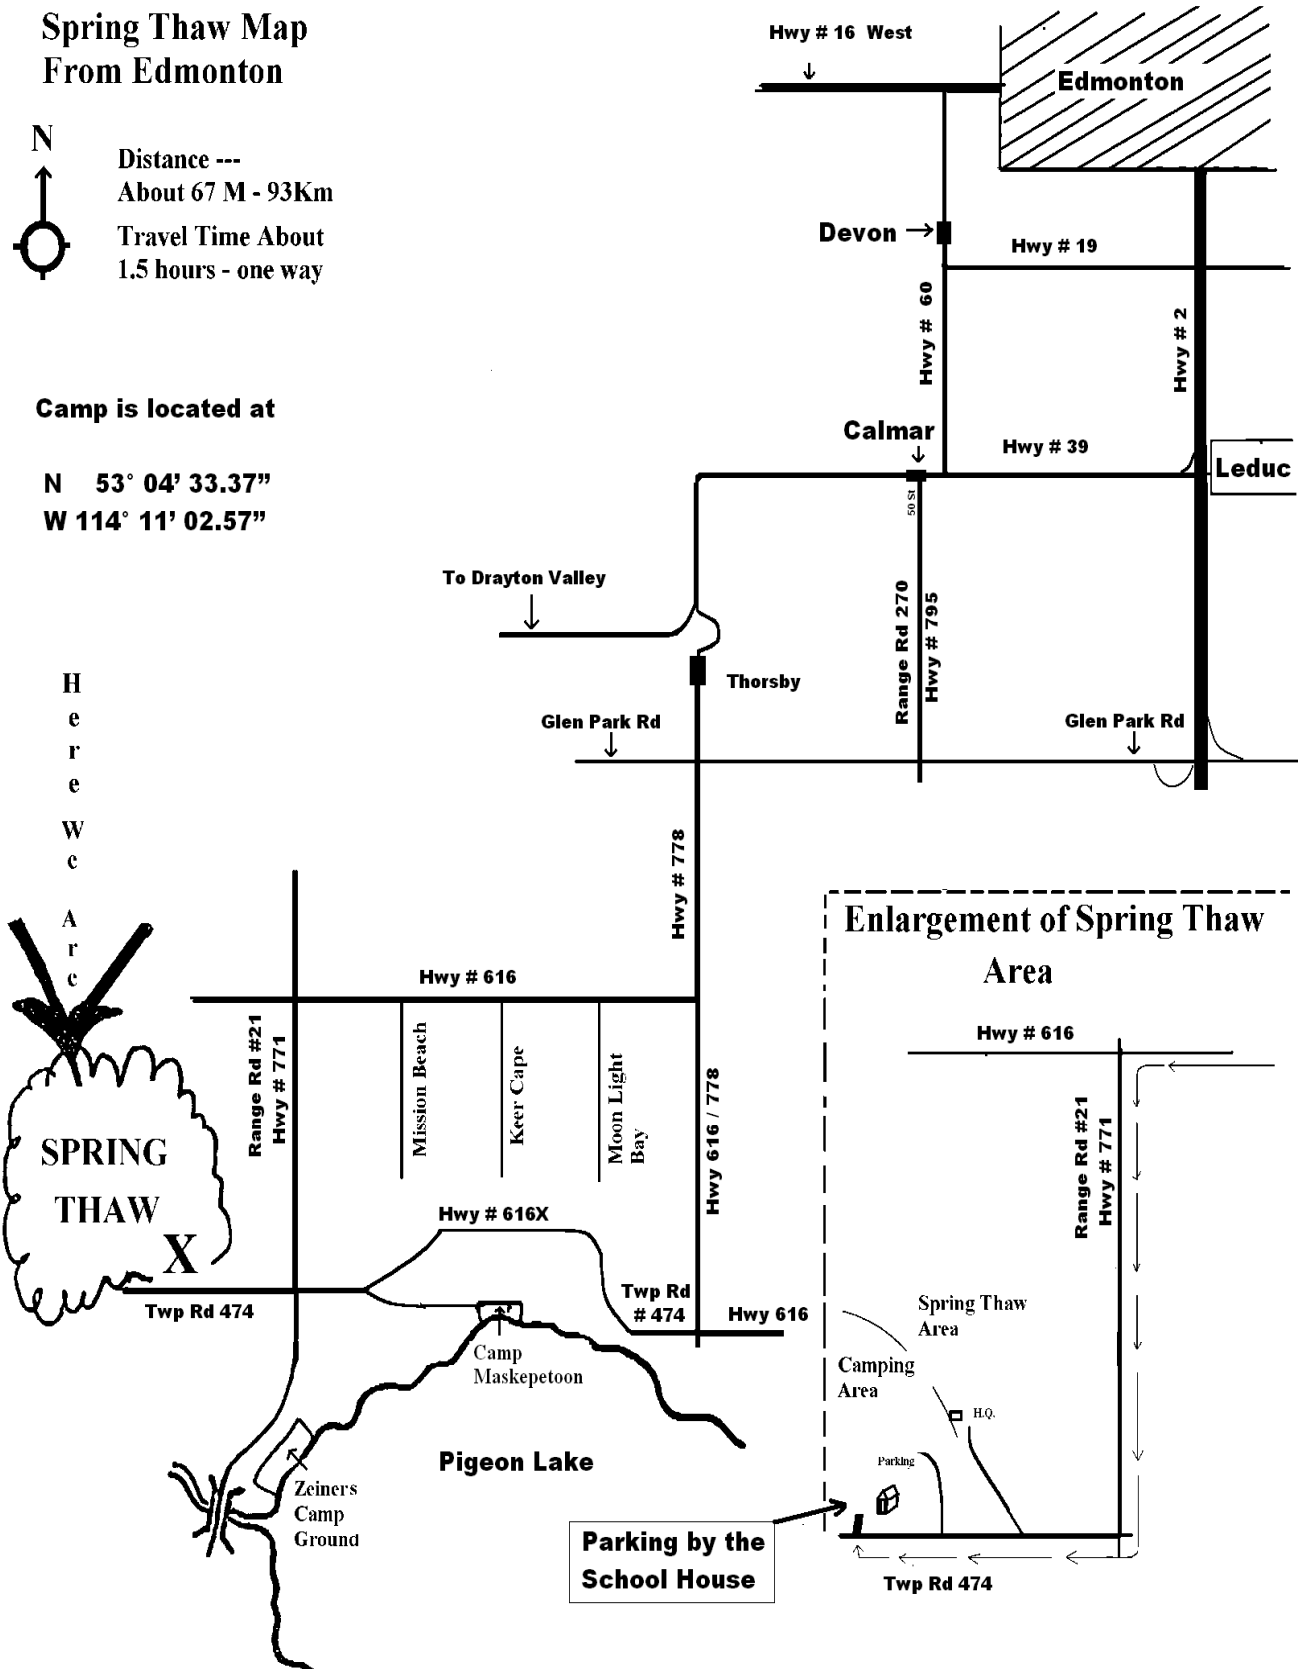 Spring Thaw Map
From Edmonton
N
Distance ---
About 67 M - 93Km
Travel Time About
1.5 hours - one way
Camp is located at
N 53° 04' 33.37”
W 114° 11' 02.57”
Hwy # 16 West
Edmonton
Devon
Hwy # 19
Hwy # 60
Hwy # 2
Calmar
Hwy # 39
Leduc
50 St
To Drayton Valley
Range Rd 270
Hwy # 795
Thorsby
Glen Park Rd
Glen Park Rd
Here We Are
Hwy # 778
Hwy # 616
Range Rd #21
Hwy # 771
Mission Beach
Keer Cape
Moon Light
Bay
Hwy 616 / 778
SPRING
THAW
X
Twp Rd 474
Hwy # 616X
Twp Rd
# 474
Hwy 616
Camp
Maskepetoon
Pigeon Lake
Zeiners
Camp
Ground
Enlargement of Spring Thaw
Area
Hwy # 616
Range Rd #21
Hwy # 771
Spring Thaw
Area
Camping
Area
H.Q.
Parking
Parking by the
School House
Twp Rd 474